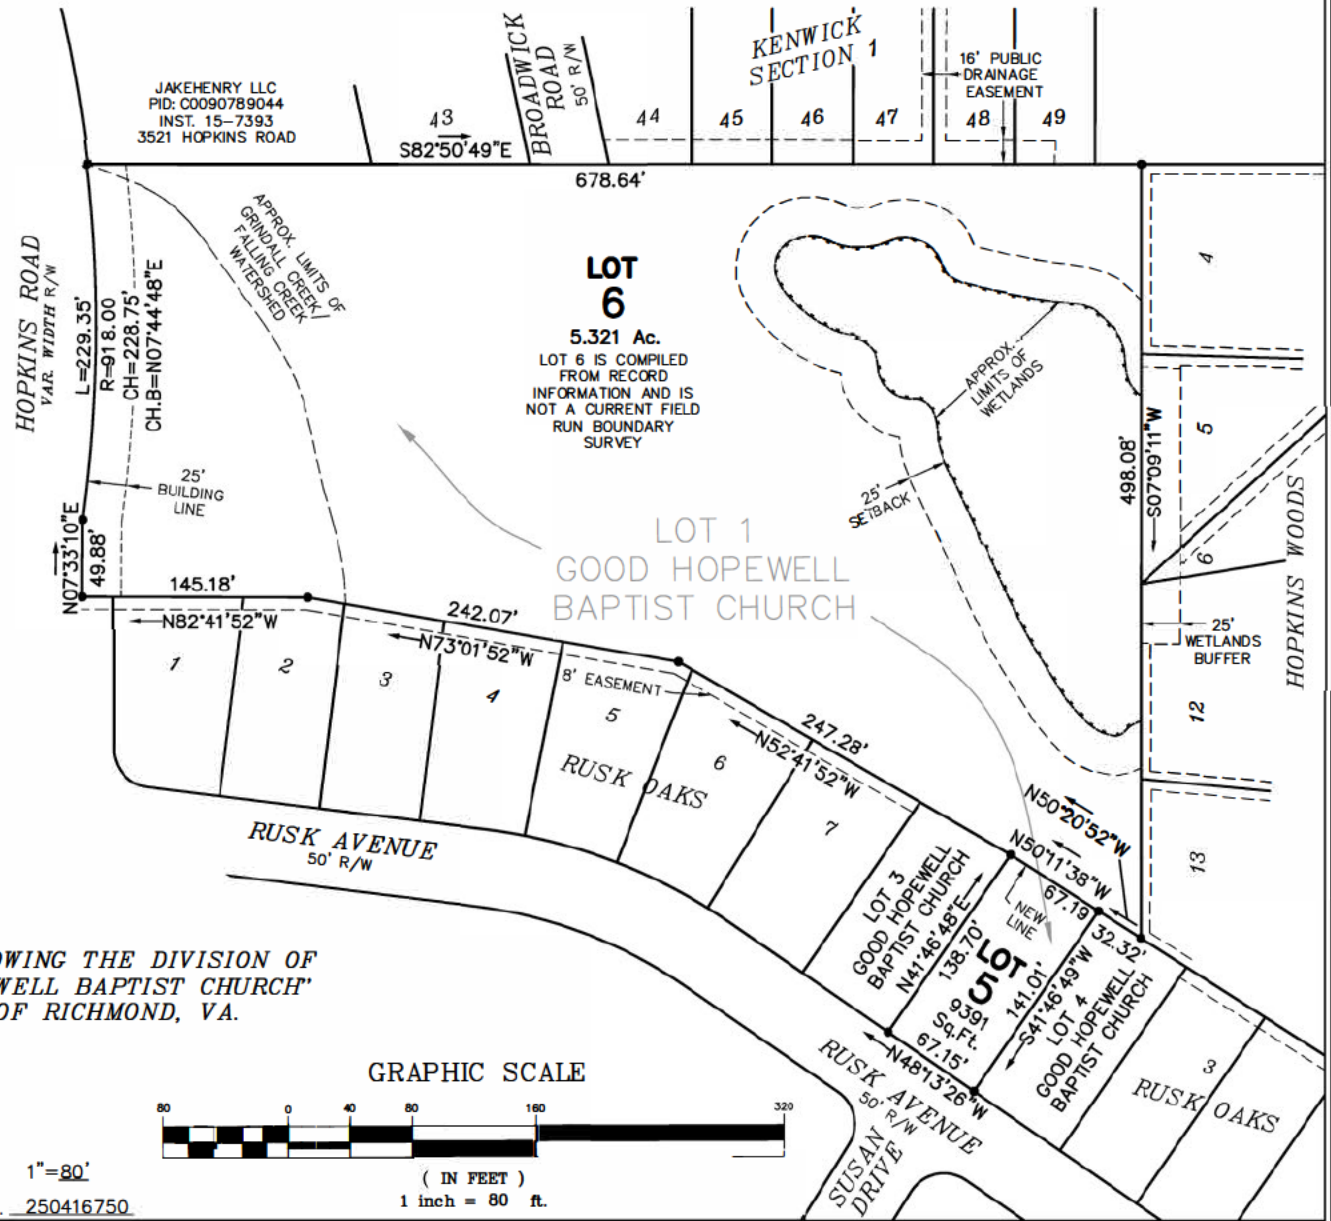 JAKEHENRY LLC
PID: C0090789044
INST. 15-7393
3521 HOPKINS ROAD
43
S82°50'49"E
BROADWICK
ROAD
50' R/W
44
45
46
47
48
49
KENWICK
SECTION 1
16' PUBLIC
DRAINAGE
EASEMENT
678.64'
HOPKINS ROAD
VAR. WIDTH R/W
L=229.35'
R=918.00
CH=228.75'
CH.B=N07°44'48"E
APPROX. LIMITS OF
GRINDALL CREEK/
FALLING CREEK
WATERSHED
LOT
6
5.321 Ac.
LOT 6 IS COMPILED
FROM RECORD
INFORMATION AND IS
NOT A CURRENT FIELD
RUN BOUNDARY
SURVEY
APPROX.
LIMITS OF
WETLANDS
4
5
6
498.08'
S07°09'11"W
HOPKINS WOODS
25'
BUILDING
LINE
25'
SETBACK
N07°33'10"E
49.88'
LOT 1
GOOD HOPEWELL
BAPTIST CHURCH
145.18'
N82°41'52"W
242.07'
N73°01'52"W
8' EASEMENT
25'
WETLANDS
BUFFER
12
13
1
2
3
4
5
6
7
RUSK OAKS
247.28'
N52°41'52"W
N50°20'52"W
N50°11'38"W
67.19
32.32'
RUSK AVENUE
50' R/W
LOT 3
GOOD HOPEWELL
BAPTIST CHURCH
N41°46'48"E
138.70'
NEW
LINE
LOT
5
9391
Sq.Ft.
67.15'
141.01'
S41°46'49"W
LOT 4
GOOD HOPEWELL
BAPTIST CHURCH
N48°13'26"W
3
RUSK OAKS
RUSK AVENUE
50' R/W
SUSAN
DRIVE
OWING THE DIVISION OF
WELL BAPTIST CHURCH"
OF RICHMOND, VA.
GRAPHIC SCALE
80 0 40 80 160 320
( IN FEET )
1 inch = 80 ft.
1"=80'
250416750